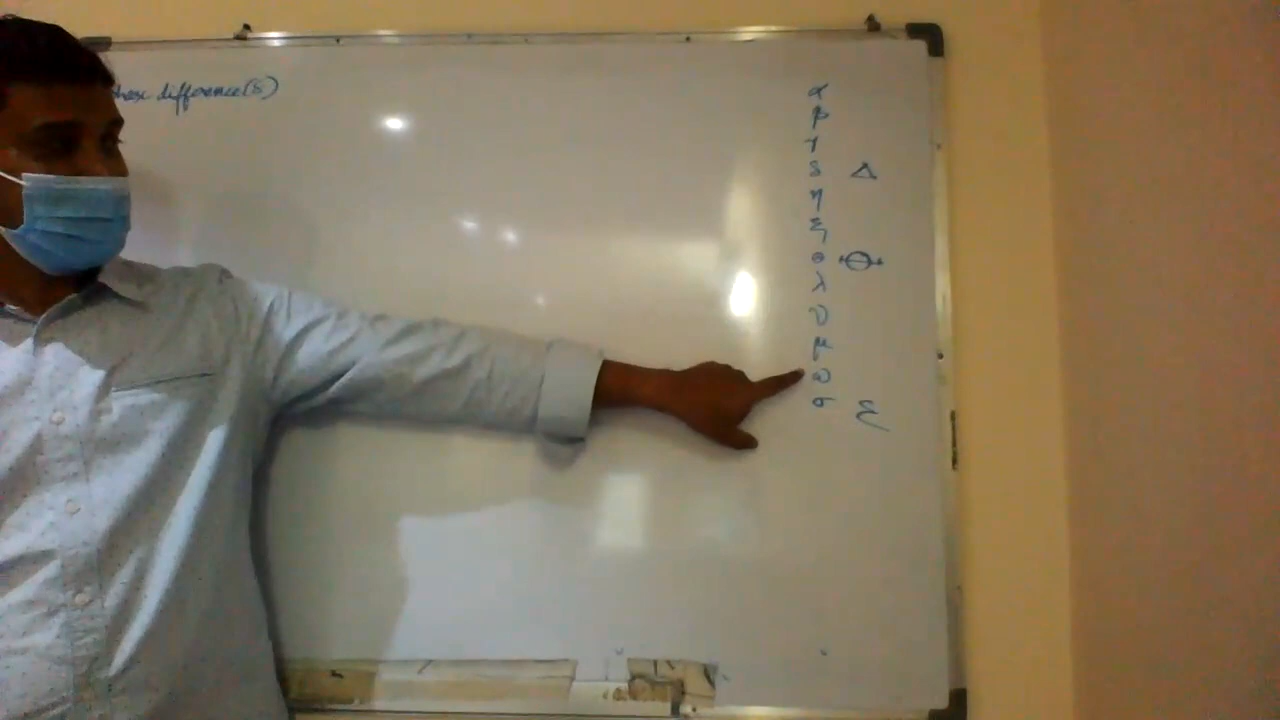 phase difference(δ)
α
β
γ
δ Δ
η
ξ
θ Φ
λ
μ
σ Σ